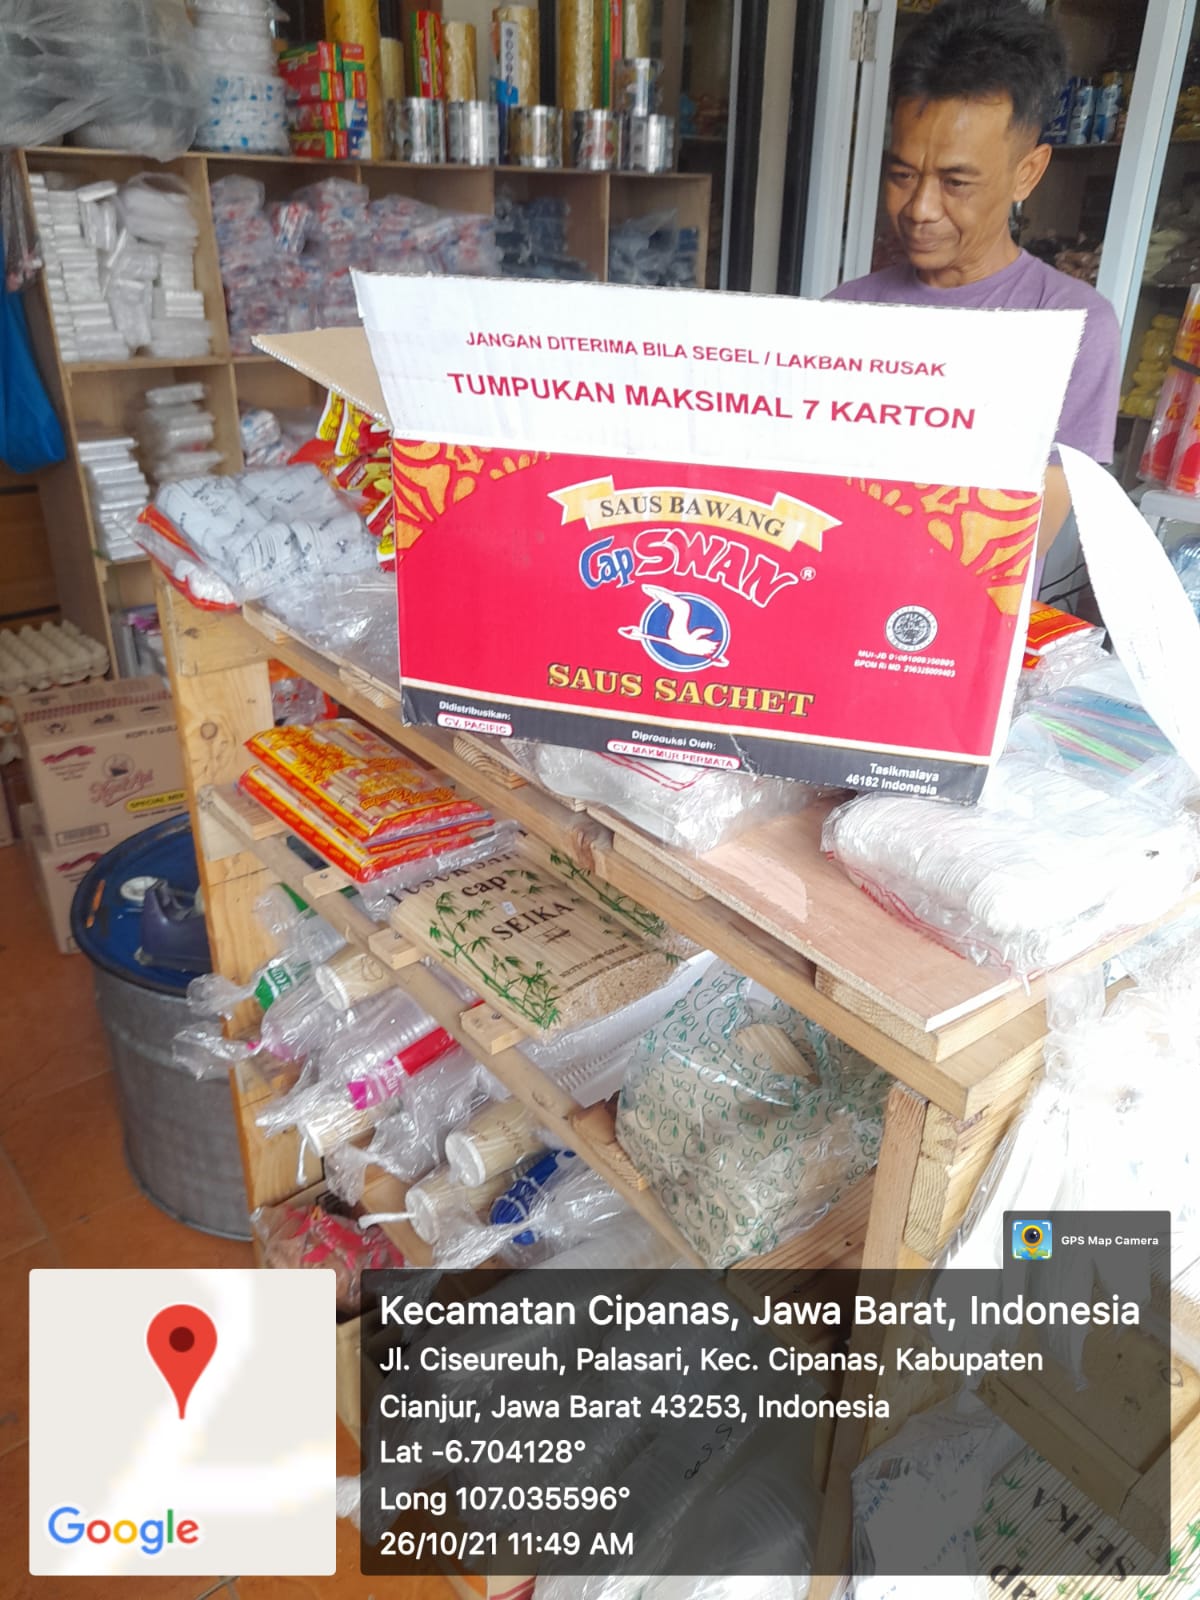 JANGAN DITERIMA BILA SEGEL / LAKBAN RUSAK
TUMPUKAN MAKSIMAL 7 KARTON
SAUS BAWANG
Cap SWAN®
SAUS SACHET
Didistribusikan:
CV. PACIFIC
Diproduksi Oleh:
CV. MAKMUR PERMATA
Tasikmalaya
46182 Indonesia
SPECIAL MIX
cap
SEIKA
SEIKA
GPS Map Camera
Kecamatan Cipanas, Jawa Barat, Indonesia
Jl. Ciseureuh, Palasari, Kec. Cipanas, Kabupaten
Cianjur, Jawa Barat 43253, Indonesia
Lat -6.704128°
Long 107.035596°
26/10/21 11:49 AM
Google